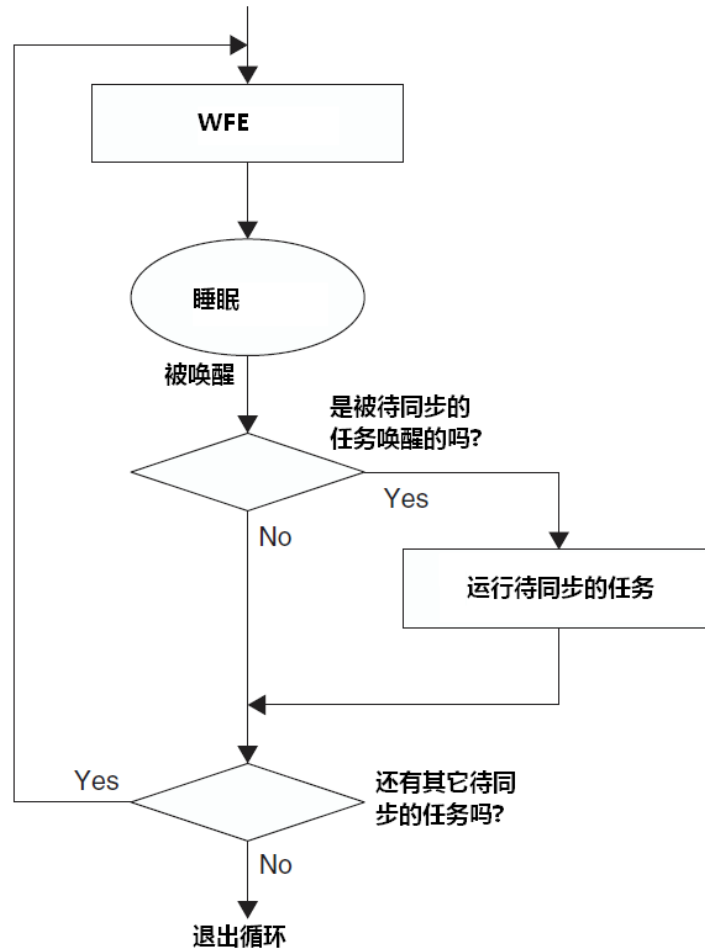 WFE
睡眠
被唤醒
是被待同步的
任务唤醒的吗?
Yes
No
运行待同步的任务
Yes
还有其它待同
步的任务吗?
No
退出循环